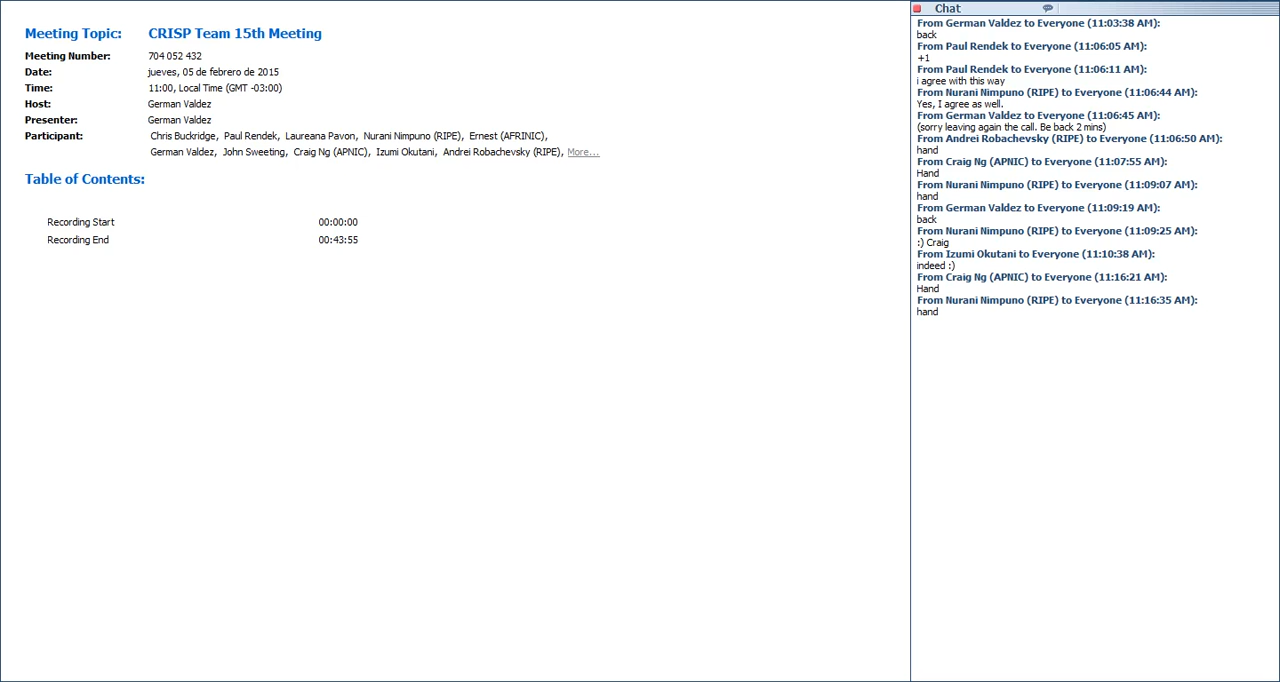 Meeting Topic: CRISP Team 15th Meeting
Meeting Number: 704 052 432
Date: jueves, 05 de febrero de 2015
Time: 11:00, Local Time (GMT -03:00)
Host: German Valdez
Presenter: German Valdez
Participant: Chris Buckridge, Paul Rendek, Laureana Pavon, Nurani Nimpuno (RIPE), Ernest (AFRINIC),
German Valdez, John Sweeting, Craig Ng (APNIC), Izumi Okutani, Andrei Robachevsky (RIPE), More...
Table of Contents:
Recording Start 00:00:00
Recording End 00:43:55
Chat
From German Valdez to Everyone (11:03:38 AM):
back
From Paul Rendek to Everyone (11:06:05 AM):
+1
From Paul Rendek to Everyone (11:06:11 AM):
i agree with this way
From Nurani Nimpuno (RIPE) to Everyone (11:06:44 AM):
Yes, I agree as well.
From German Valdez to Everyone (11:06:45 AM):
(sorry leaving again the call. Be back 2 mins)
From Andrei Robachevsky (RIPE) to Everyone (11:06:50 AM):
hand
From Craig Ng (APNIC) to Everyone (11:07:55 AM):
Hand
From Nurani Nimpuno (RIPE) to Everyone (11:09:07 AM):
hand
From German Valdez to Everyone (11:09:19 AM):
back
From Nurani Nimpuno (RIPE) to Everyone (11:09:25 AM):
:) Craig
From Izumi Okutani to Everyone (11:10:38 AM):
indeed :)
From Craig Ng (APNIC) to Everyone (11:16:21 AM):
Hand
From Nurani Nimpuno (RIPE) to Everyone (11:16:35 AM):
hand